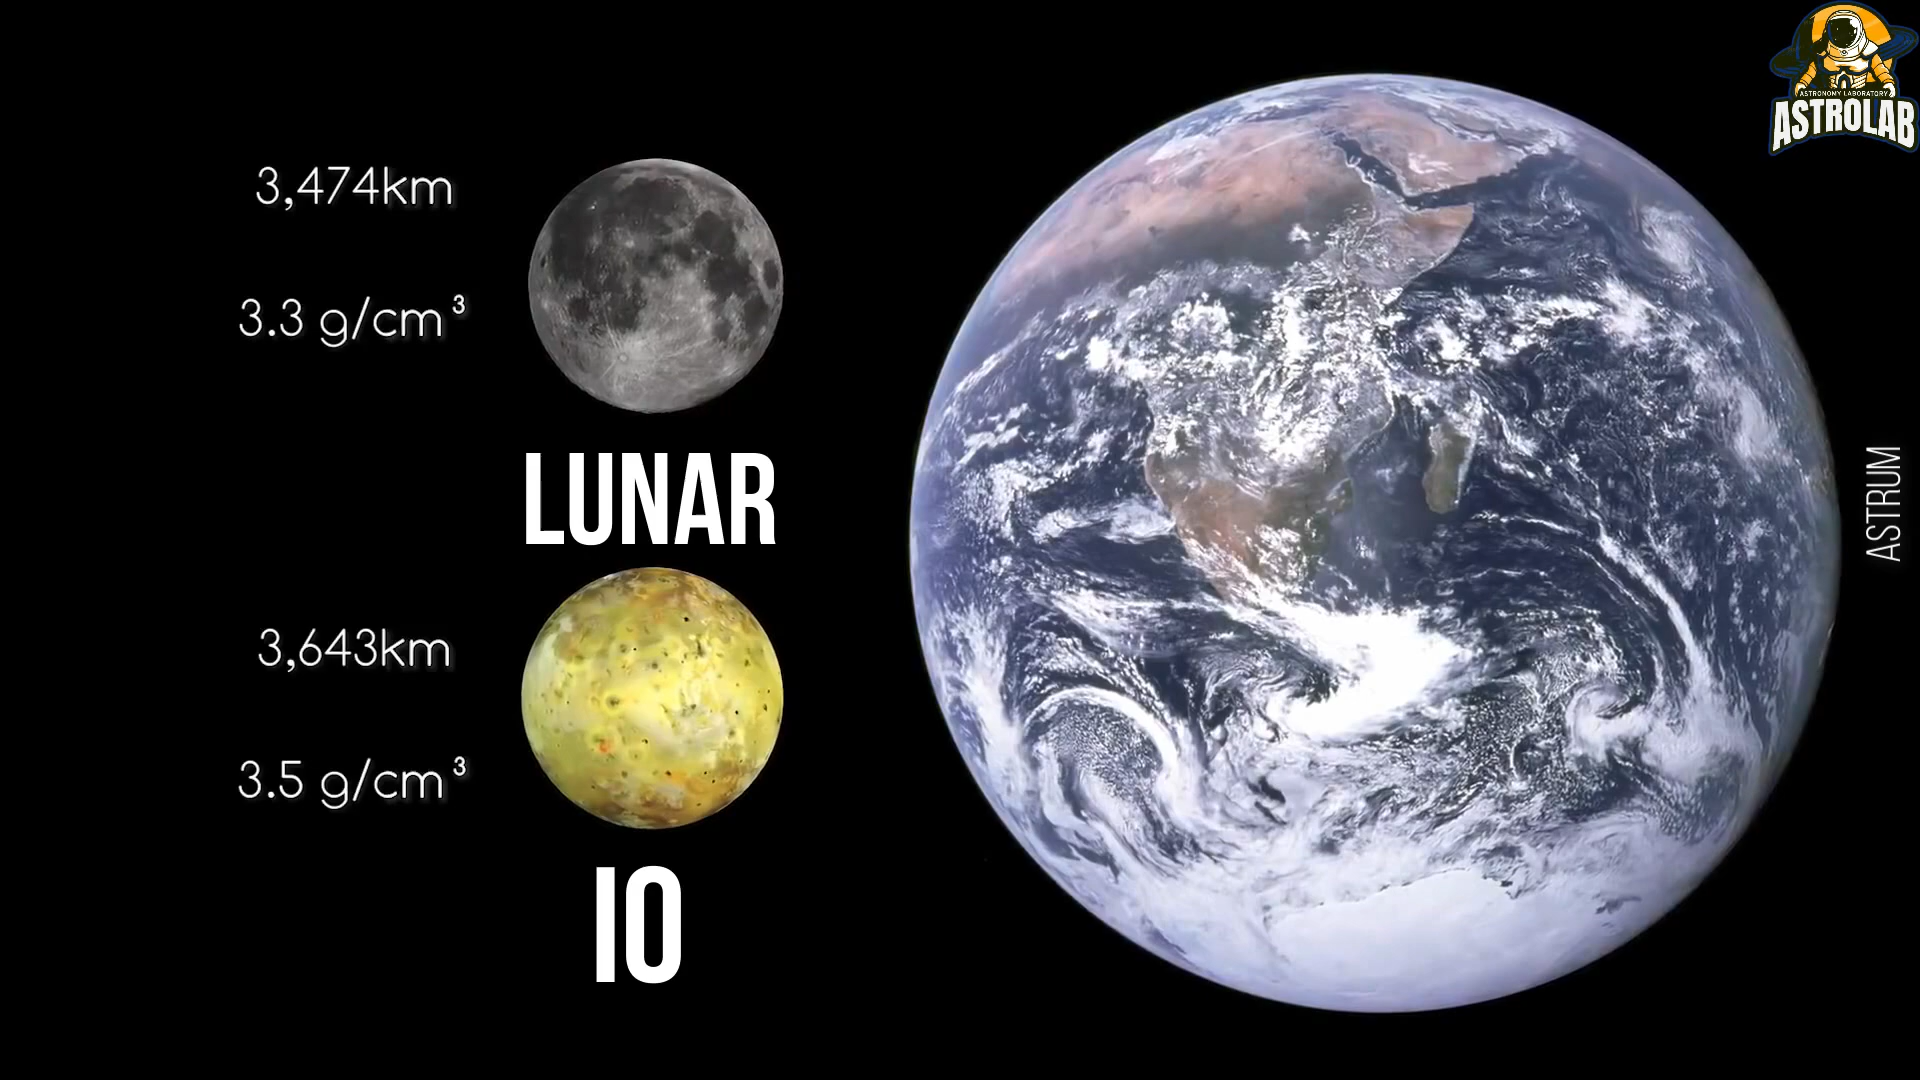 3,474km
3.3 g/cm³
LUNAR
3,643km
3.5 g/cm³
IO
ASTRONOMY LABORATORY
ASTROLAB
ASTRUM